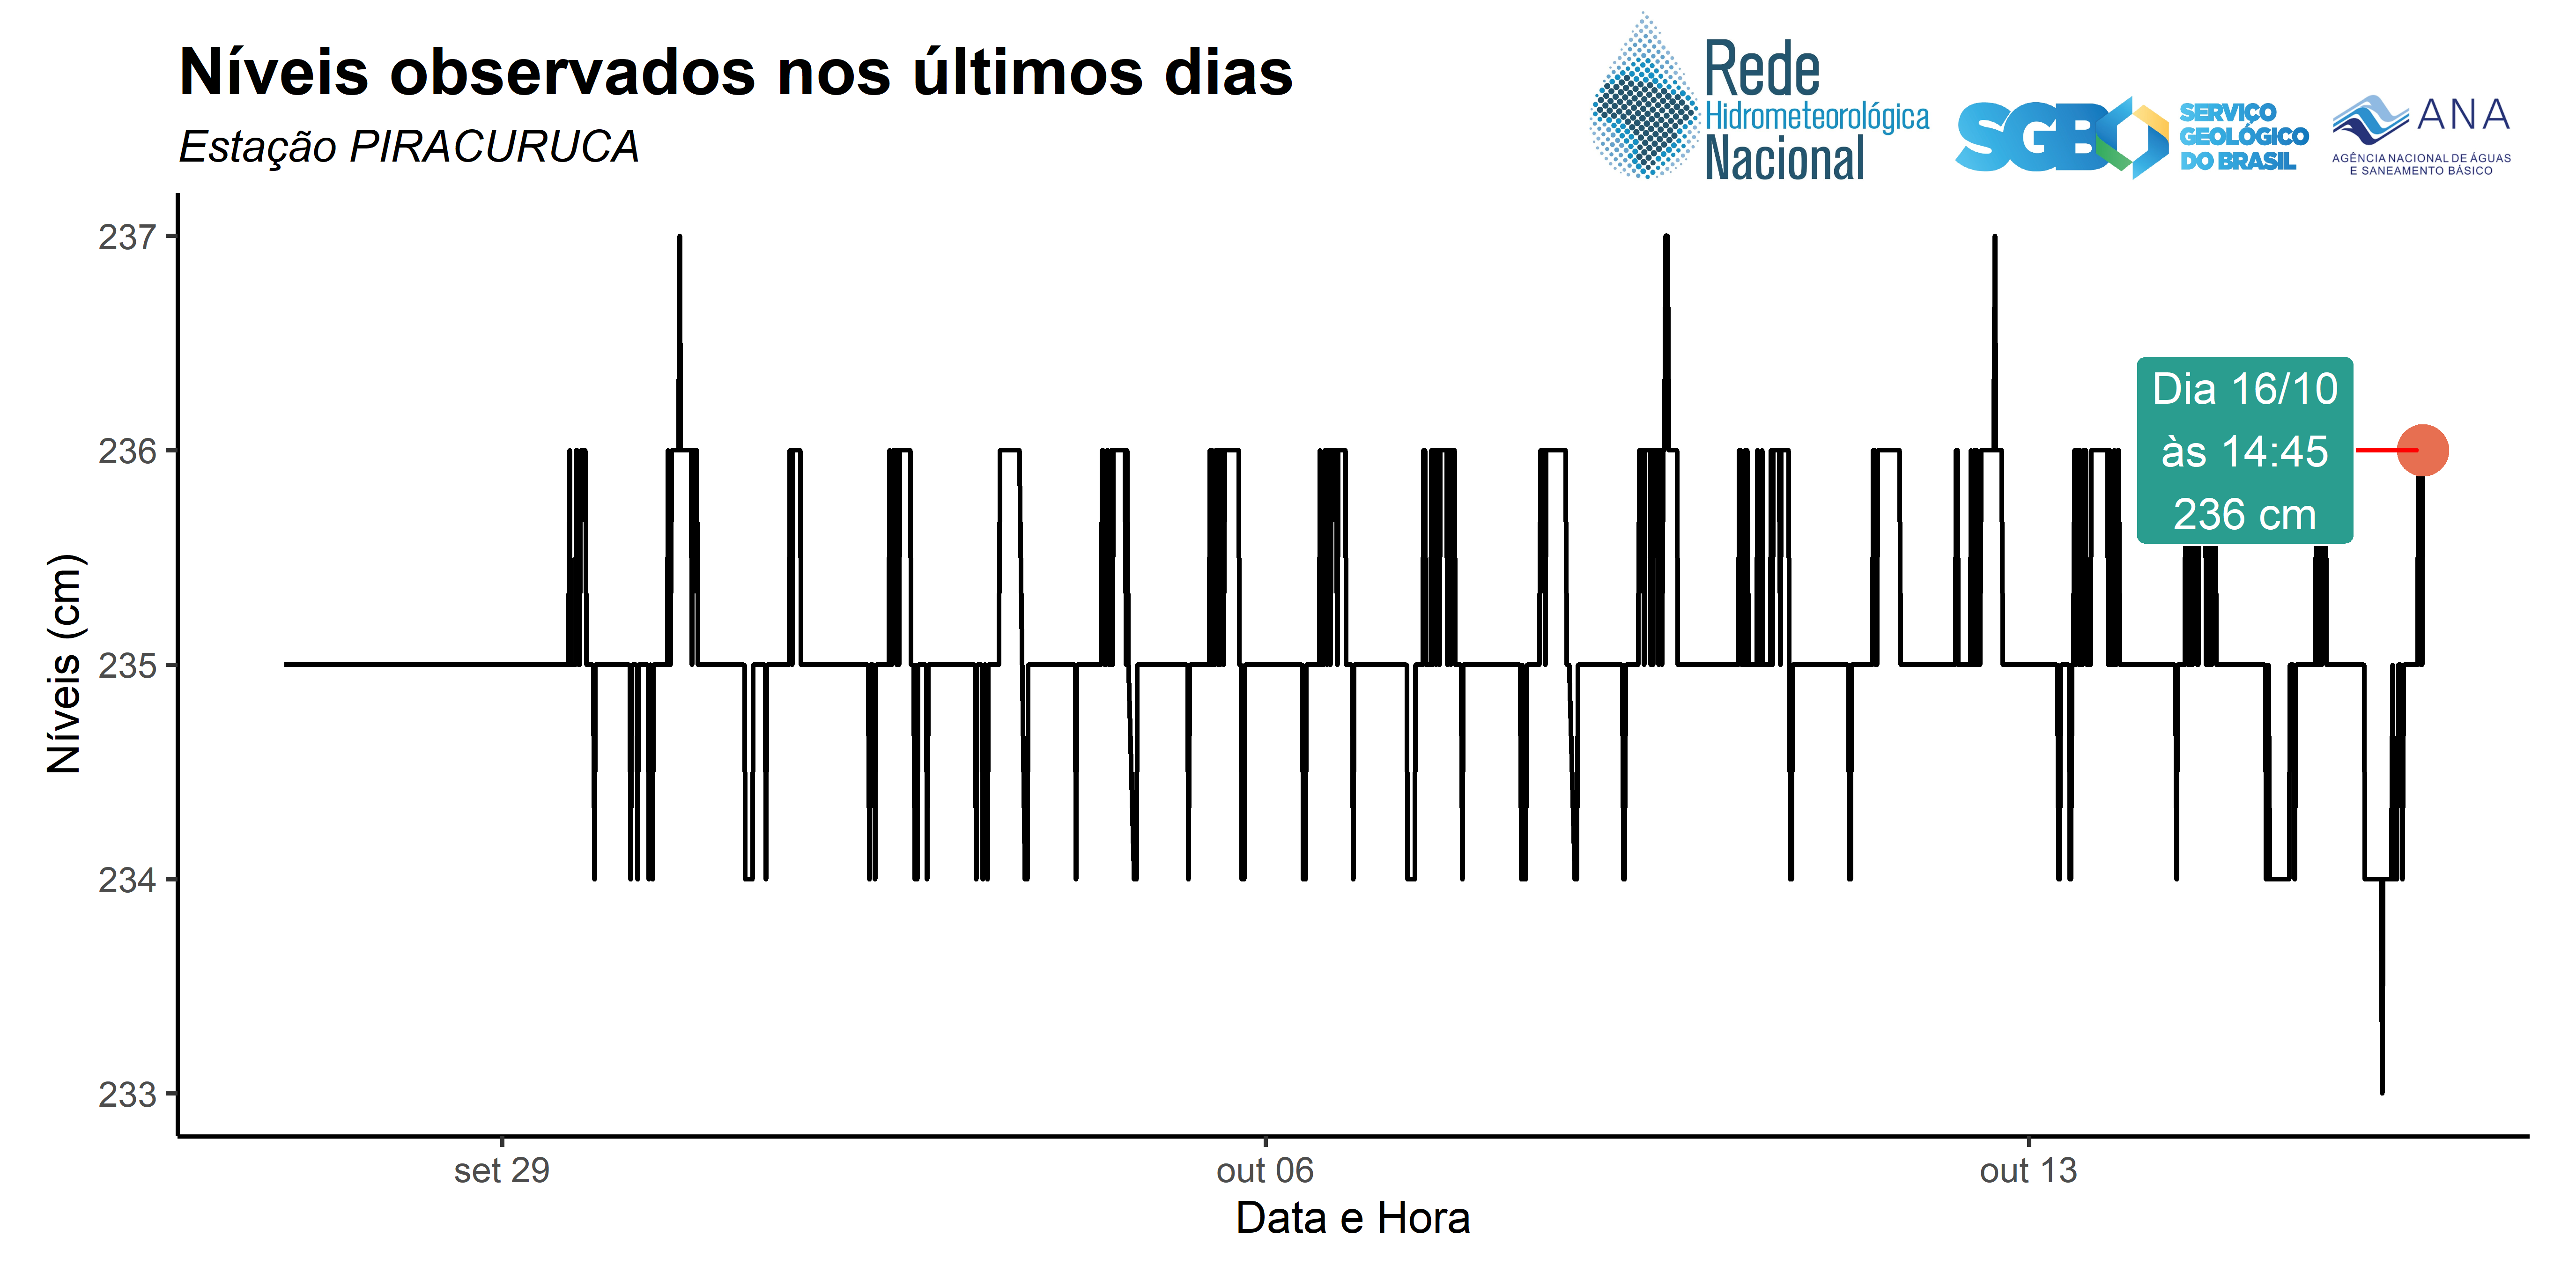 Níveis observados nos últimos dias
Estação PIRACURUCA
Rede
Hidrometeorológica
Nacional
SGB
SERVIÇO
GEOLÓGICO
DO BRASIL
ANA
AGÊNCIA NACIONAL DE ÁGUAS
E SANEAMENTO BÁSICO
237
236
235
234
233
Níveis (cm)
Dia 16/10
às 14:45
236 cm
set 29
out 06
out 13
Data e Hora